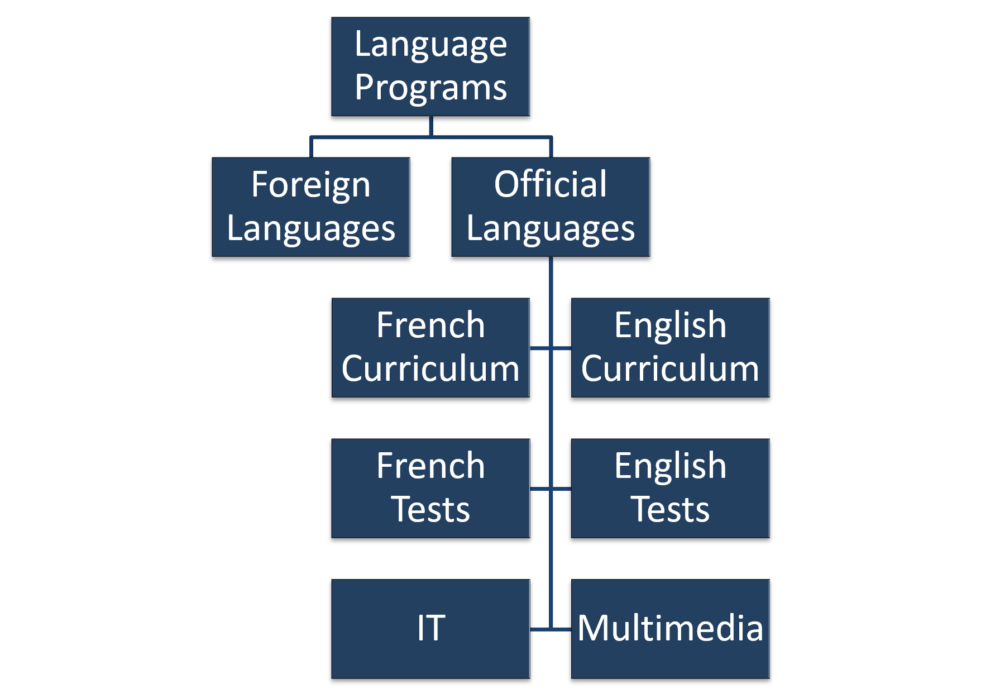 Language
Programs
Foreign
Languages
Official
Languages
French
Curriculum
English
Curriculum
French
Tests
English
Tests
IT
Multimedia